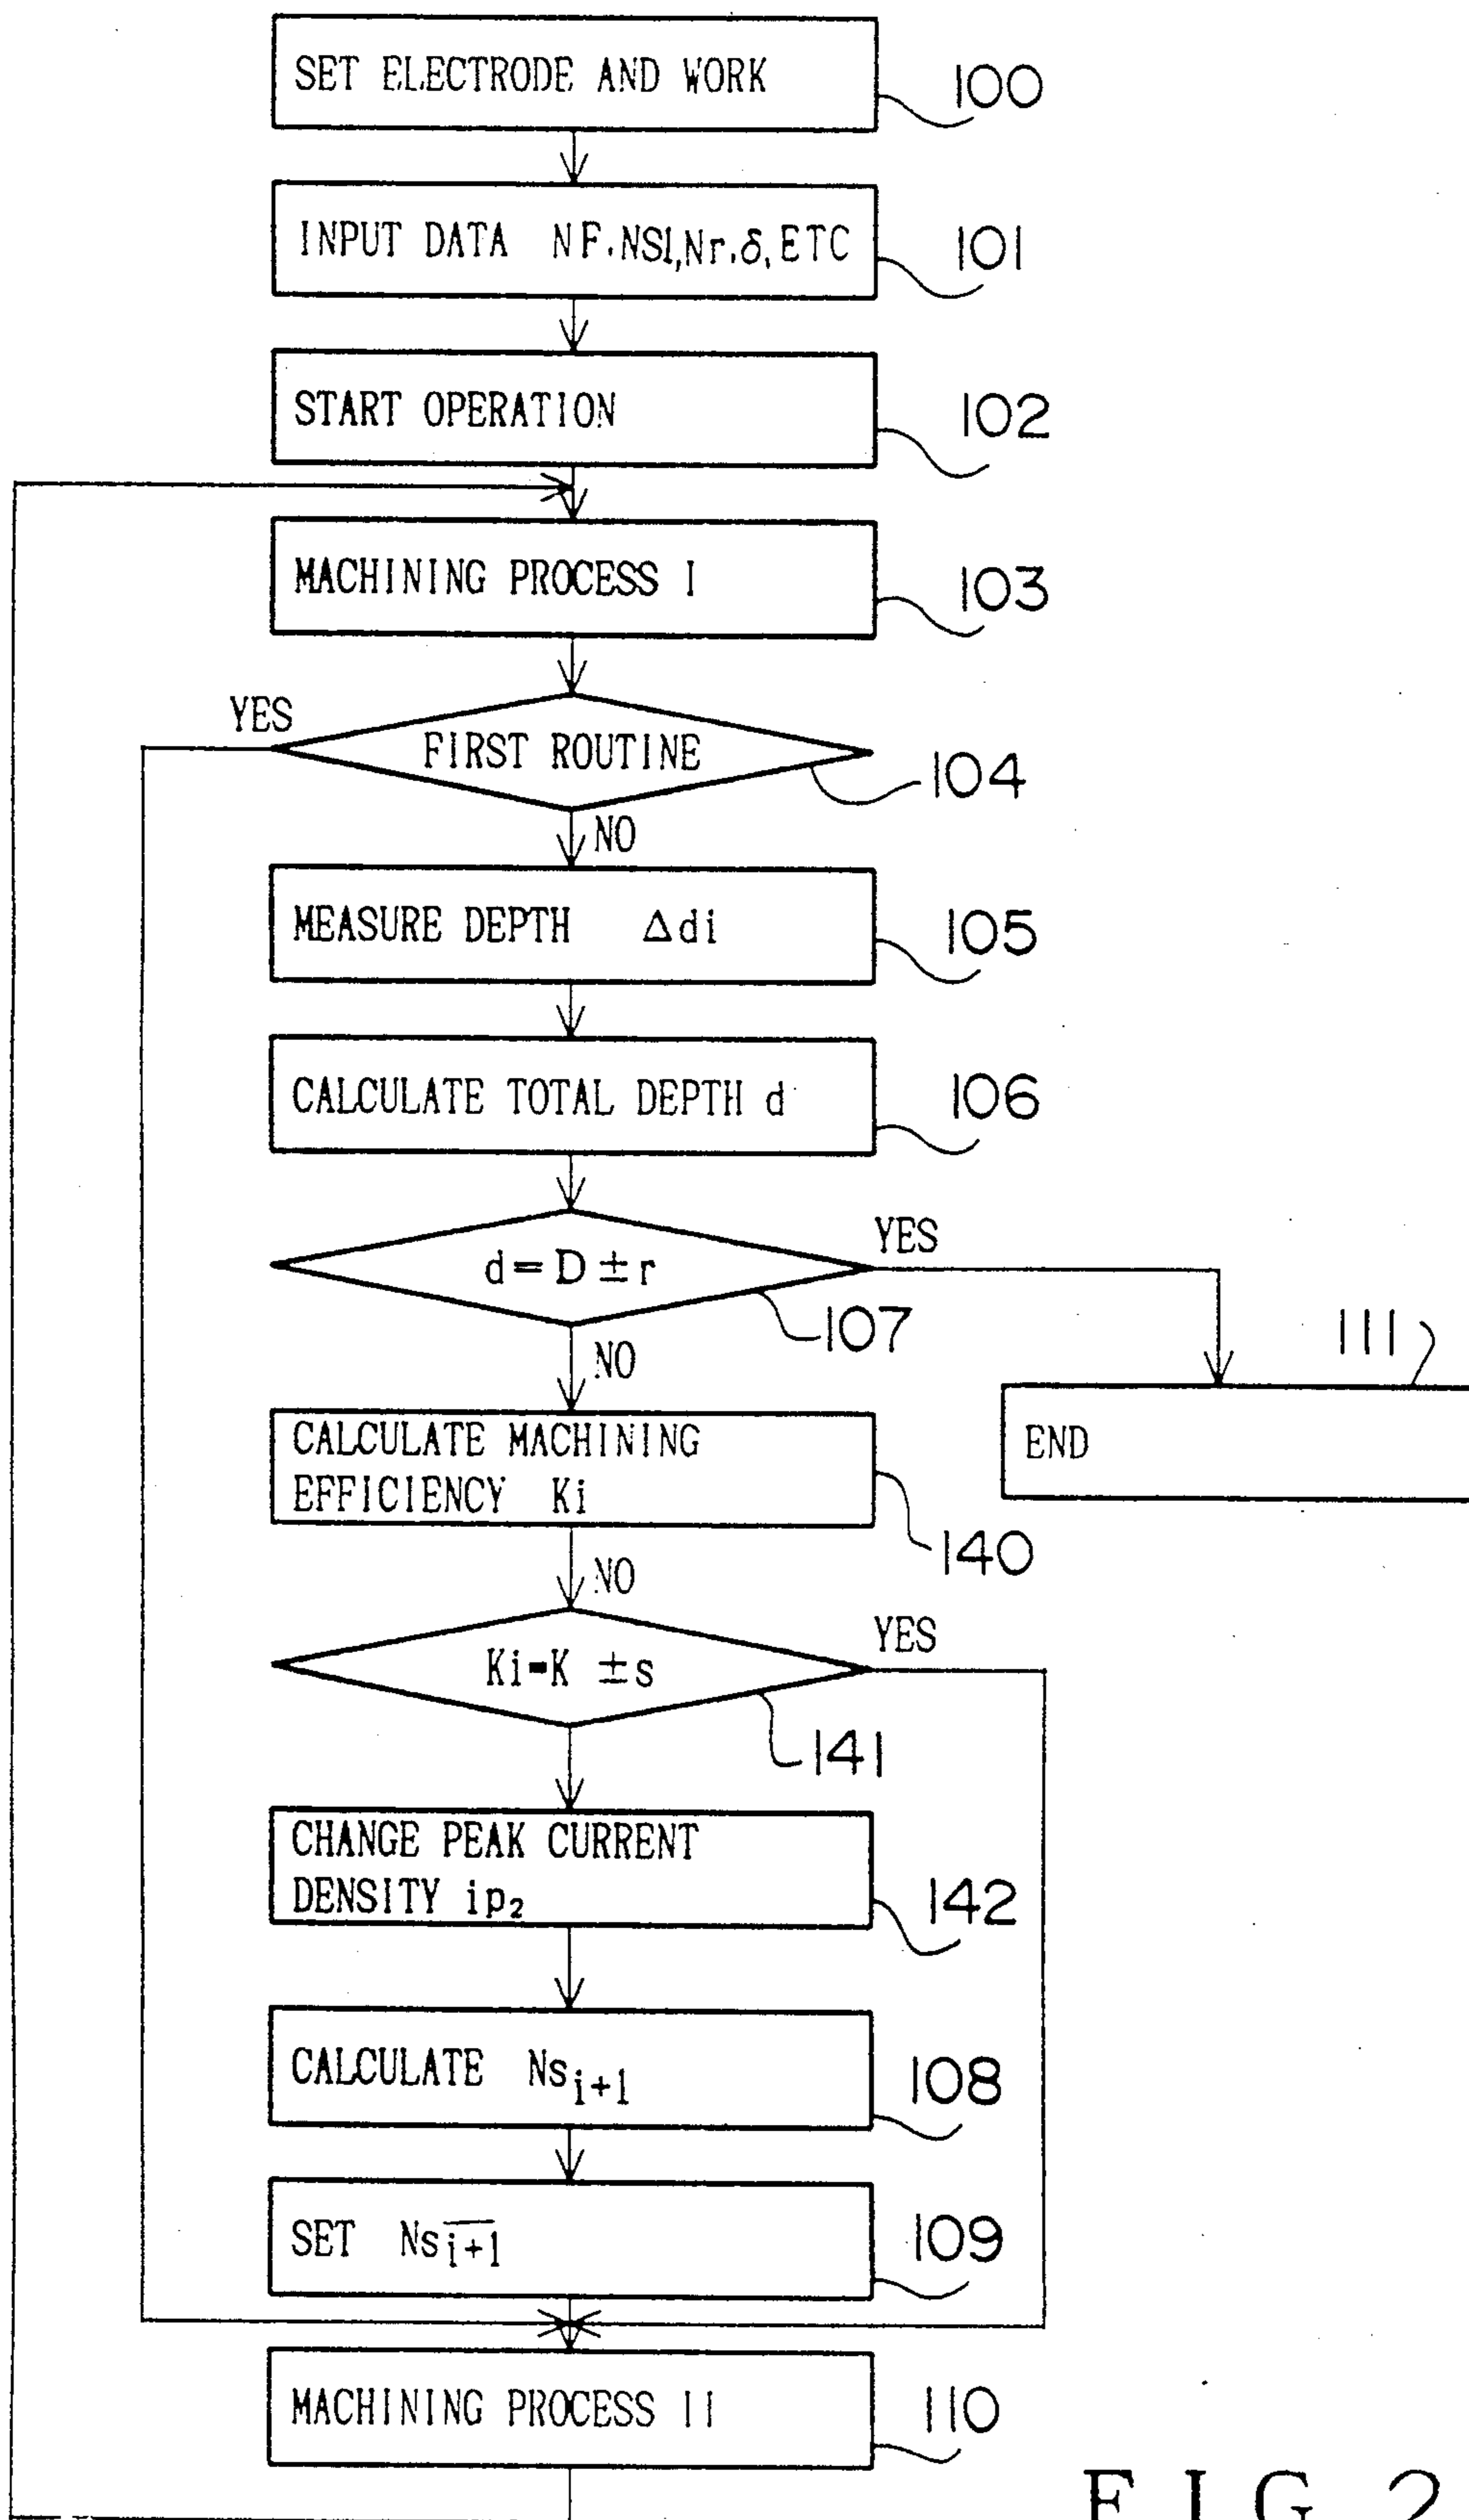 SET ELECTRODE AND WORK
100
INPUT DATA NF.NS1,Nr.δ,ETC
101
START OPERATION
102
MACHINING PROCESS I
103
YES
FIRST ROUTINE
104
NO
MEASURE DEPTH Δdi
105
CALCULATE TOTAL DEPTH d
106
YES
d=D±r
107
111
NO
CALCULATE MACHINING
EFFICIENCY Ki
END
140
NO
YES
Ki=K ±s
141
CHANGE PEAK CURRENT
DENSITY ip₂
142
CALCULATE Nsᵢ₊₁
108
SET Nsᵢ₊₁
109
MACHINING PROCESS II
110
FIG 2